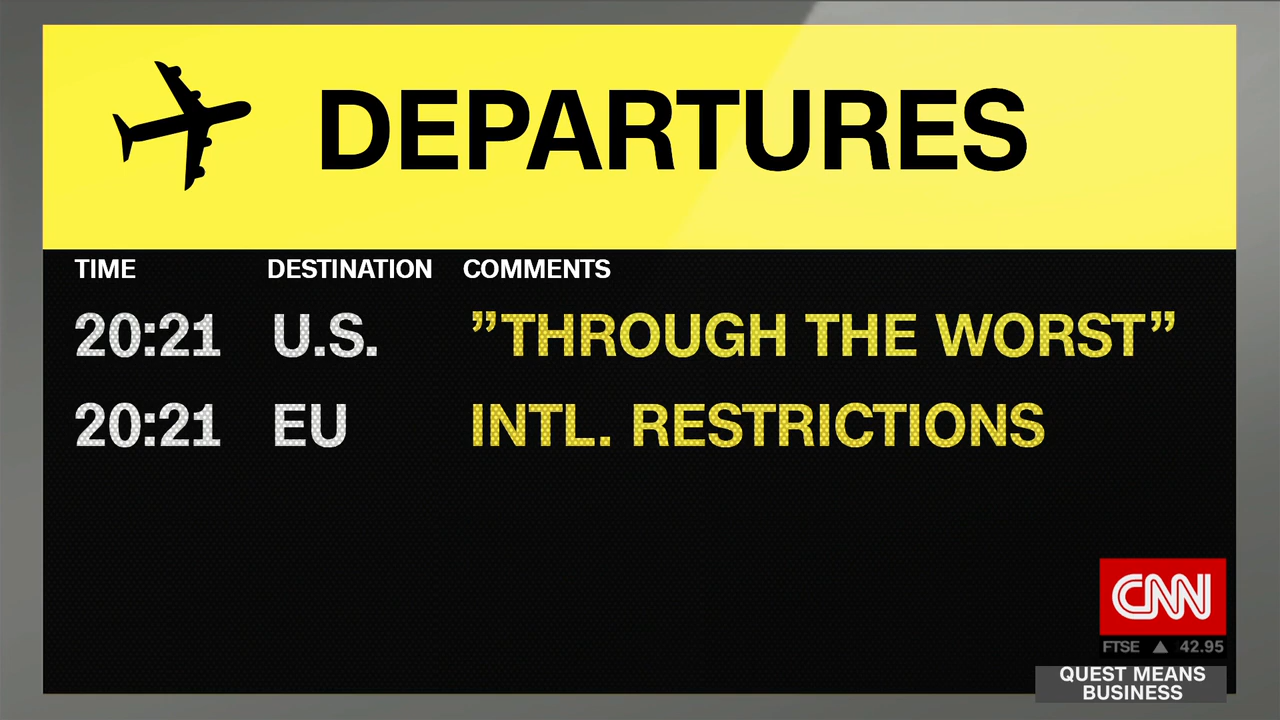 DEPARTURES
TIME DESTINATION COMMENTS
20:21 U.S. ”THROUGH THE WORST”
20:21 EU INTL. RESTRICTIONS
CNN
FTSE ▲ 42.95
QUEST MEANS
BUSINESS